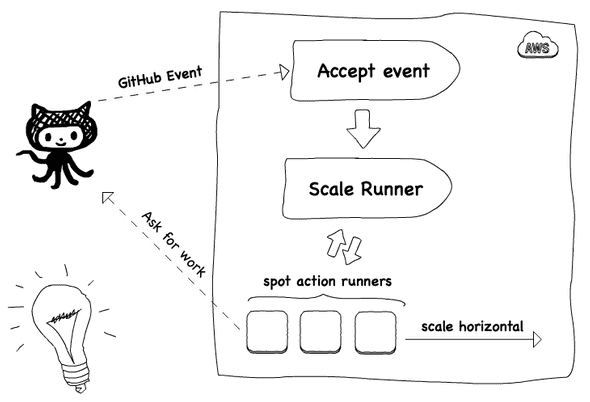 AWS
GitHub Event
Accept event
Scale Runner
Ask for work
spot action runners
scale horizontal